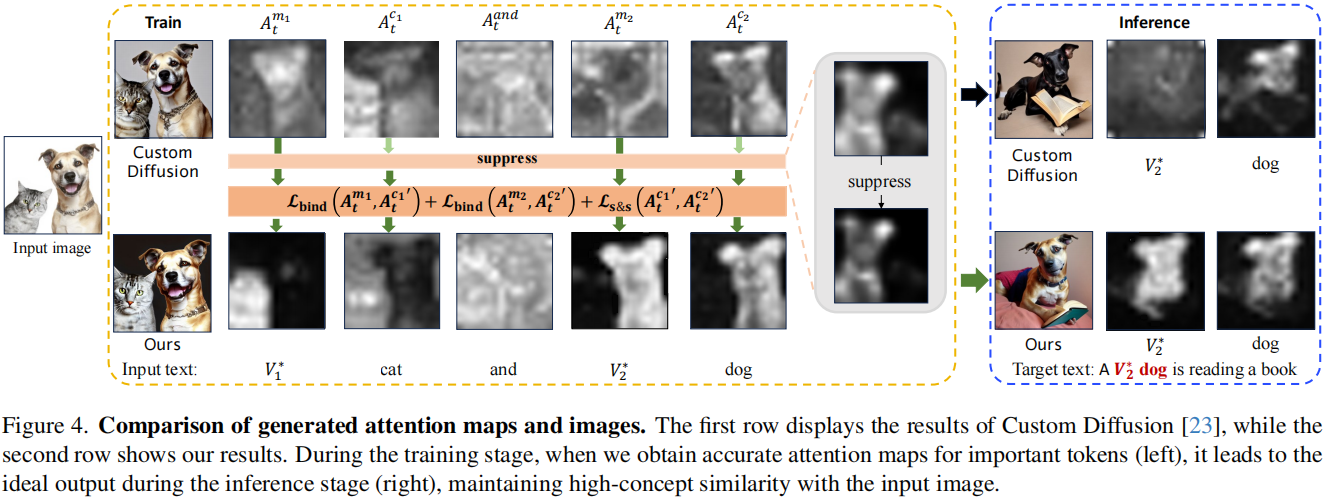 Train $A_t^{m_1}$ $A_t^{c_1}$ $A_t^{and}$ $A_t^{m_2}$ $A_t^{c_2}$
Custom
Diffusion
suppress
$\mathcal{L}_{\mathbf{bind}}\left(A_t^{m_1}, A_t^{c_1}{}'\right) + \mathcal{L}_{\mathbf{bind}}\left(A_t^{m_2}, A_t^{c_2}{}'\right) + \mathcal{L}_{\mathbf{s\&s}}\left(A_t^{c_1}{}', A_t^{c_2}{}'\right)$
Input image
Ours
Input text: $V_1^*$ cat and $V_2^*$ dog
suppress
Inference
Custom
Diffusion
$V_2^*$ dog
Ours
$V_2^*$ dog
Target text: A $V_2^*$ dog is reading a book
Figure 4. Comparison of generated attention maps and images. The first row displays the results of Custom Diffusion [23], while the
second row shows our results. During the training stage, when we obtain accurate attention maps for important tokens (left), it leads to the
ideal output during the inference stage (right), maintaining high-concept similarity with the input image.